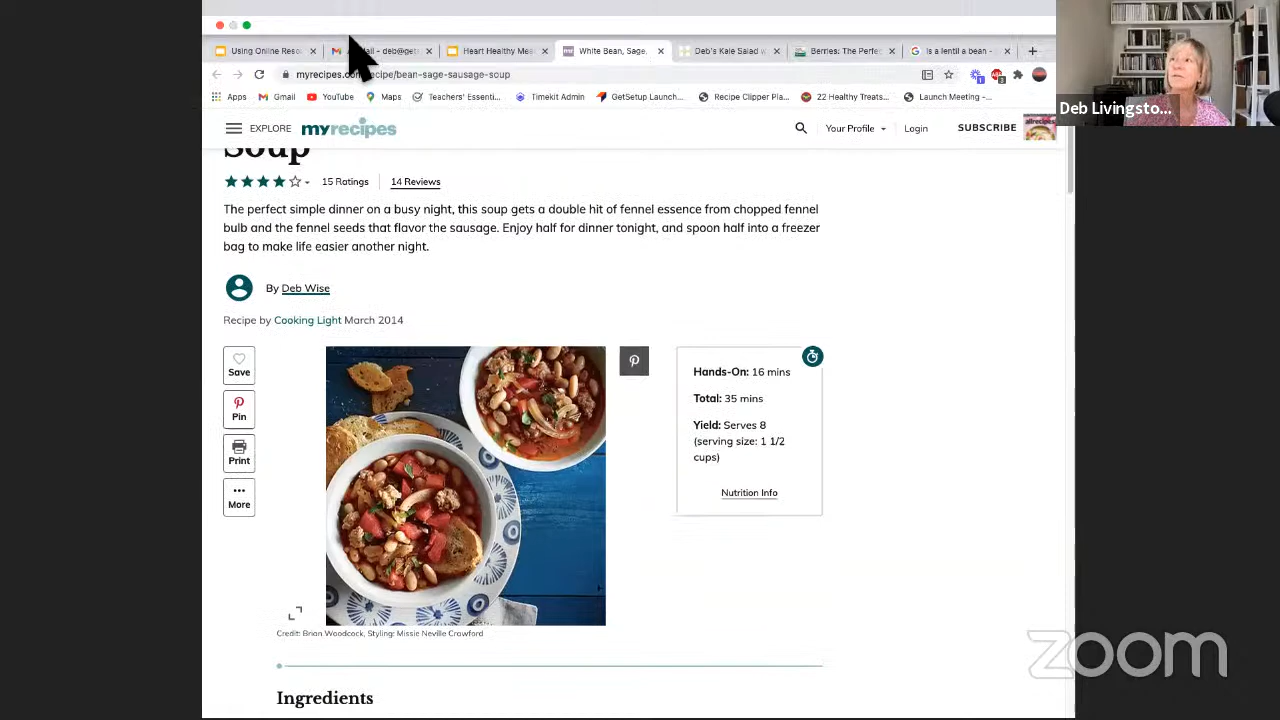 Using Online Reso
deb@get
Heart Healthy Mea
White Bean, Sage,
Deb's Kale Salad w
Berries: The Perfe
Is a lentil a bean -
myrecipes.
cipe/bean-sage-sausage-soup
Apps
Gmail
YouTube
Maps
Teachers' Essenti...
Timekit Admin
GetSetup Launch...
Recipe Clipper Pla...
22 Healthy Treats...
Launch Meeting -...
Deb Livingsto...
EXPLORE
myrecipes
Your Profile
Login
SUBSCRIBE
allrecipes
Soup
15 Ratings
14 Reviews
The perfect simple dinner on a busy night, this soup gets a double hit of fennel essence from chopped fennel
bulb and the fennel seeds that flavor the sausage. Enjoy half for dinner tonight, and spoon half into a freezer
bag to make life easier another night.
By Deb Wise
Recipe by Cooking Light March 2014
Save
Pin
Print
More
Hands-On: 16 mins
Total: 35 mins
Yield: Serves 8
(serving size: 1 1/2
cups)
Nutrition Info
Credit: Brian Woodcock, Styling: Missie Neville Crawford
Ingredients
zoom